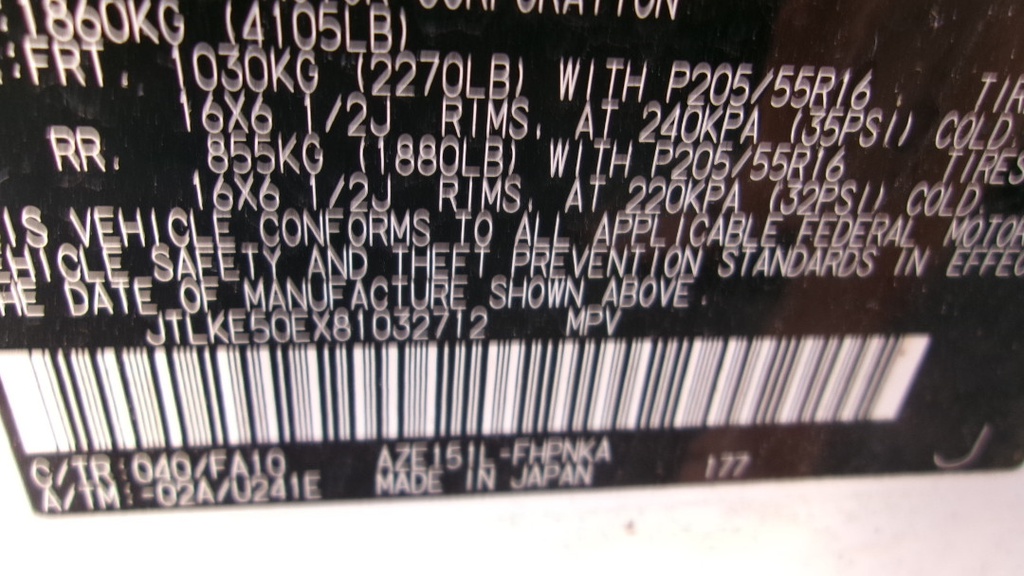 CORPORATION
1860KG (4105LB)
FRT. 1030KG (2270LB) WITH P205/55R16 TIR
16X6 1/2J RIMS, AT 240KPA (35PSI) COLD.
RR. 855KG (1880LB) WITH P205/55R16 TIRES
16X6 1/2J RIMS, AT 220KPA (32PSI) COLD.
IS VEHICLE CONFORMS TO ALL APPLICABLE FEDERAL MOTOR
EHICLE SAFETY AND THEFT PREVENTION STANDARDS IN EFFEC
HE DATE OF MANUFACTURE SHOWN ABOVE.
JTLKE50EX81032712 MPV
C/TR:040/FA10 AZE151L-FHPNKA 177
A/TM:-02A/U241E MADE IN JAPAN J